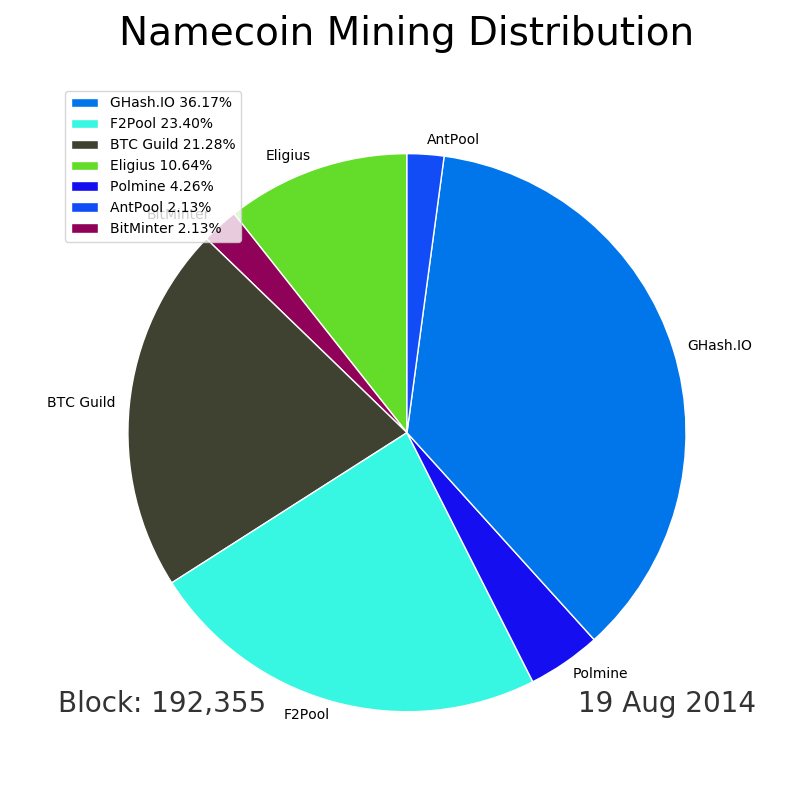 Namecoin Mining Distribution
GHash.IO 36.17%
F2Pool 23.40%
BTC Guild 21.28%
Eligius 10.64%
Polmine 4.26%
AntPool 2.13%
BitMinter 2.13%
AntPool
Eligius
BitMinter
GHash.IO
BTC Guild
Polmine
F2Pool
Block: 192,355
19 Aug 2014